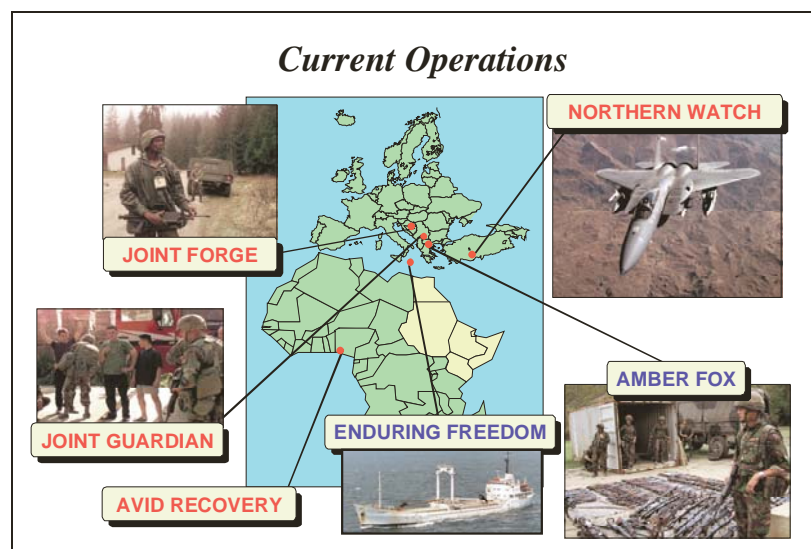 Current Operations
NORTHERN WATCH
JOINT FORGE
AMBER FOX
JOINT GUARDIAN
ENDURING FREEDOM
AVID RECOVERY